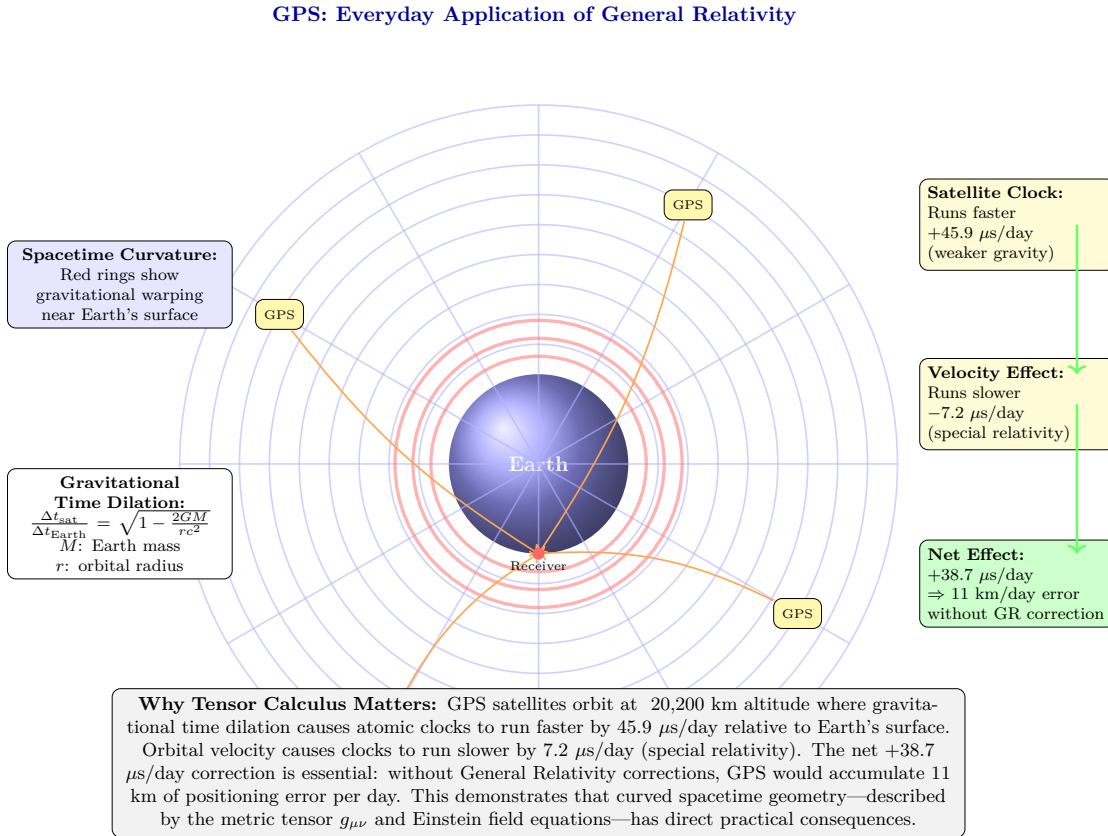 GPS: Everyday Application of General Relativity
GPS
Satellite Clock:
Runs faster
+45.9 μs/day
(weaker gravity)
Spacetime Curvature:
Red rings show
gravitational warping
near Earth's surface
GPS
Velocity Effect:
Runs slower
−7.2 μs/day
(special relativity)
Earth
Gravitational
Time Dilation:
Δt_sat/Δt_Earth = √(1 − 2GM/rc²)
M: Earth mass
r: orbital radius
Receiver
Net Effect:
+38.7 μs/day
⇒ 11 km/day error
without GR correction
GPS
Why Tensor Calculus Matters: GPS satellites orbit at 20,200 km altitude where gravita-
tional time dilation causes atomic clocks to run faster by 45.9 μs/day relative to Earth's surface.
Orbital velocity causes clocks to run slower by 7.2 μs/day (special relativity). The net +38.7
μs/day correction is essential: without General Relativity corrections, GPS would accumulate 11
km of positioning error per day. This demonstrates that curved spacetime geometry—described
by the metric tensor g_μν and Einstein field equations—has direct practical consequences.